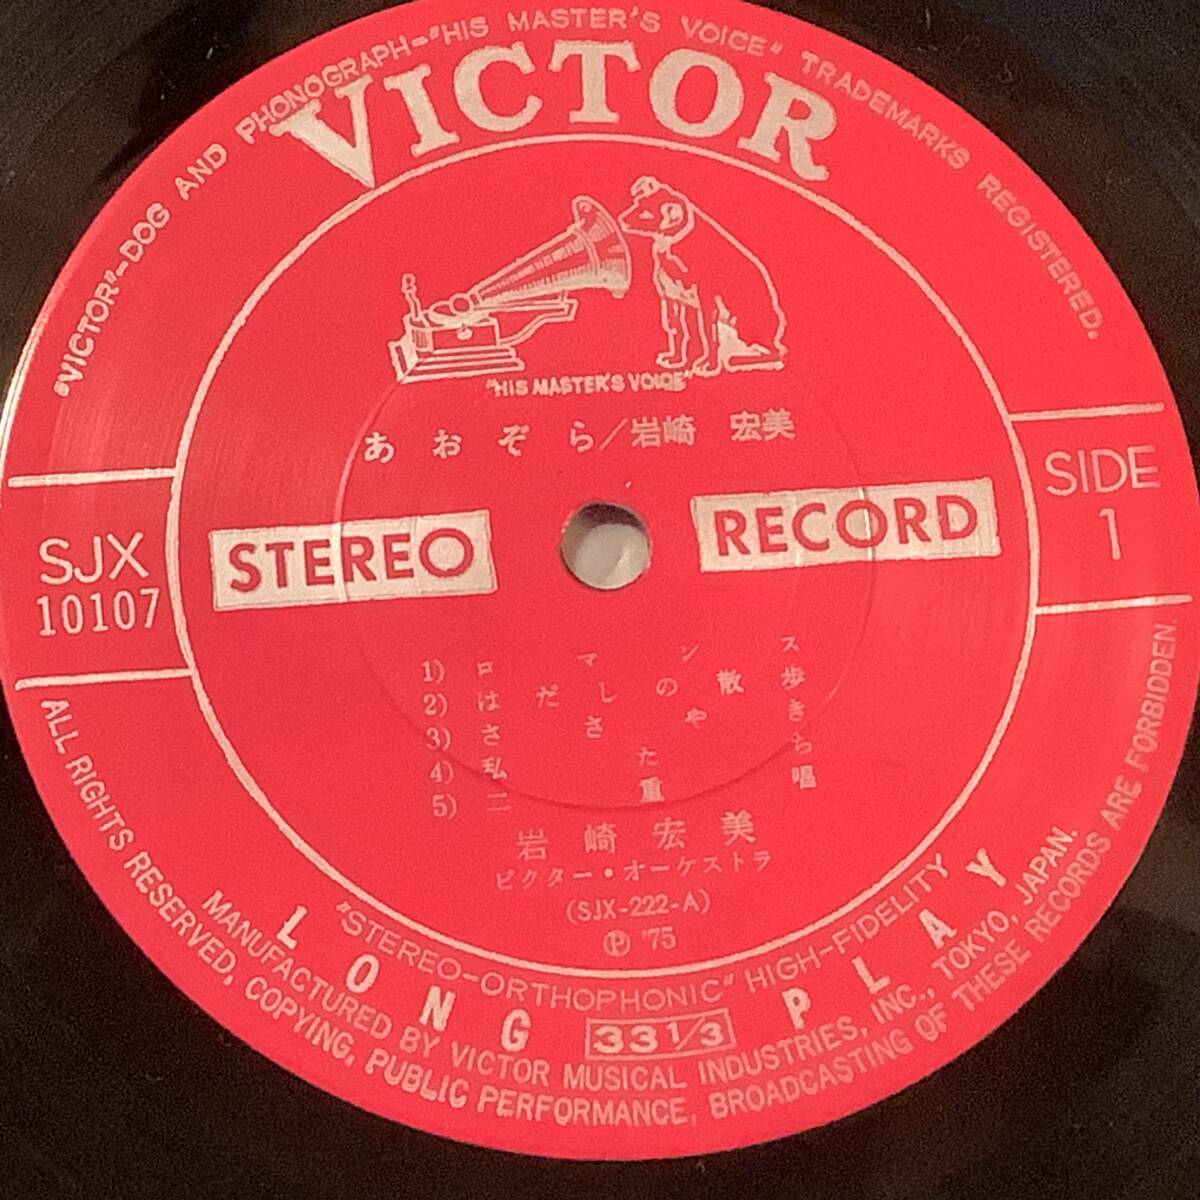 "VICTOR"-DOG AND PHONOGRAPH-"HIS MASTER'S VOICE" TRADEMARKS REGISTERED.
VICTOR
"HIS MASTER'S VOICE"
あおぞら/岩崎 宏美
SJX
10107
STEREO RECORD
SIDE
1
1) ロマンス
2) はだしの散歩
3) ささやき
4) 私たち
5) 二重唱
岩崎宏美
ビクター・オーケストラ
(SJX-222-A)
Ⓟ '75
"STEREO-ORTHOPHONIC" HIGH-FIDELITY
LONG 33 1/3 PLAY
MANUFACTURED BY VICTOR MUSICAL INDUSTRIES, INC., TOKYO, JAPAN.
ALL RIGHTS RESERVED, COPYING, PUBLIC PERFORMANCE, BROADCASTING OF THESE RECORDS ARE FORBIDDEN.